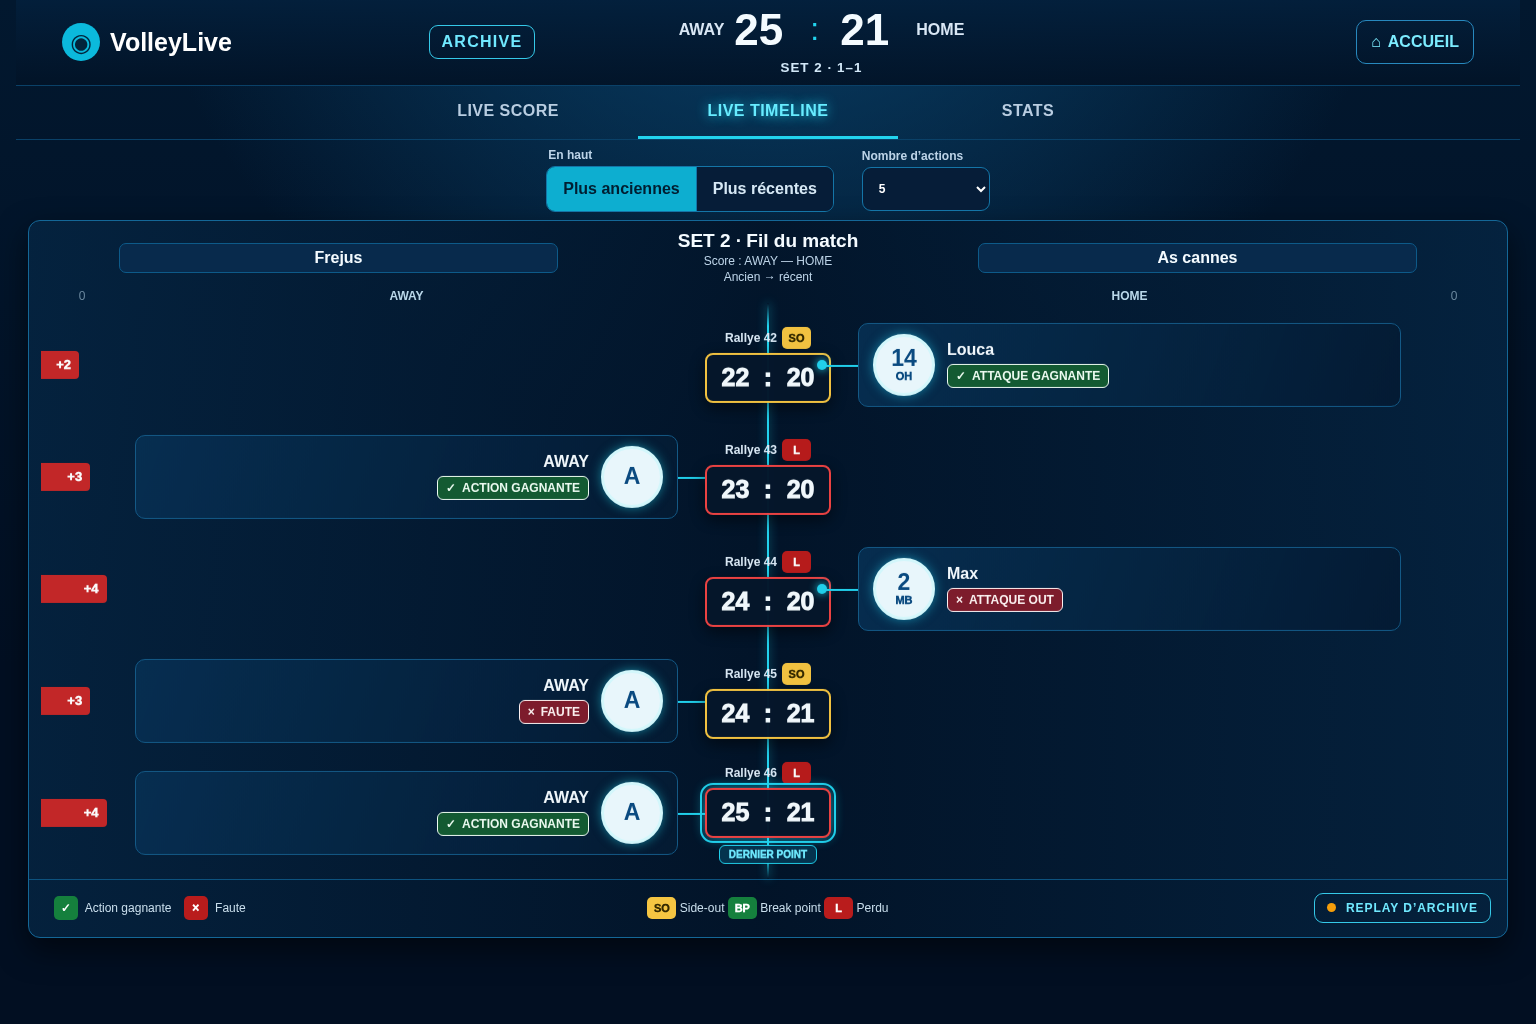 VolleyLive
ARCHIVE
AWAY 25 : 21 HOME
SET 2 · 1–1
⌂ ACCUEIL
LIVE SCORE
LIVE TIMELINE
STATS
En haut
Plus anciennes
Plus récentes
Nombre d’actions
5
Frejus
SET 2 · Fil du match
Score : AWAY — HOME
Ancien → récent
As cannes
0
AWAY
HOME
0
+2
Rallye 42 SO
22 : 20
14
OH
Louca
✓ ATTAQUE GAGNANTE
+3
AWAY
✓ ACTION GAGNANTE
A
Rallye 43 L
23 : 20
+4
Rallye 44 L
24 : 20
2
MB
Max
× ATTAQUE OUT
+3
AWAY
× FAUTE
A
Rallye 45 SO
24 : 21
+4
AWAY
✓ ACTION GAGNANTE
A
Rallye 46 L
25 : 21
DERNIER POINT
✓ Action gagnante × Faute
SO Side-out BP Break point L Perdu
REPLAY D’ARCHIVE